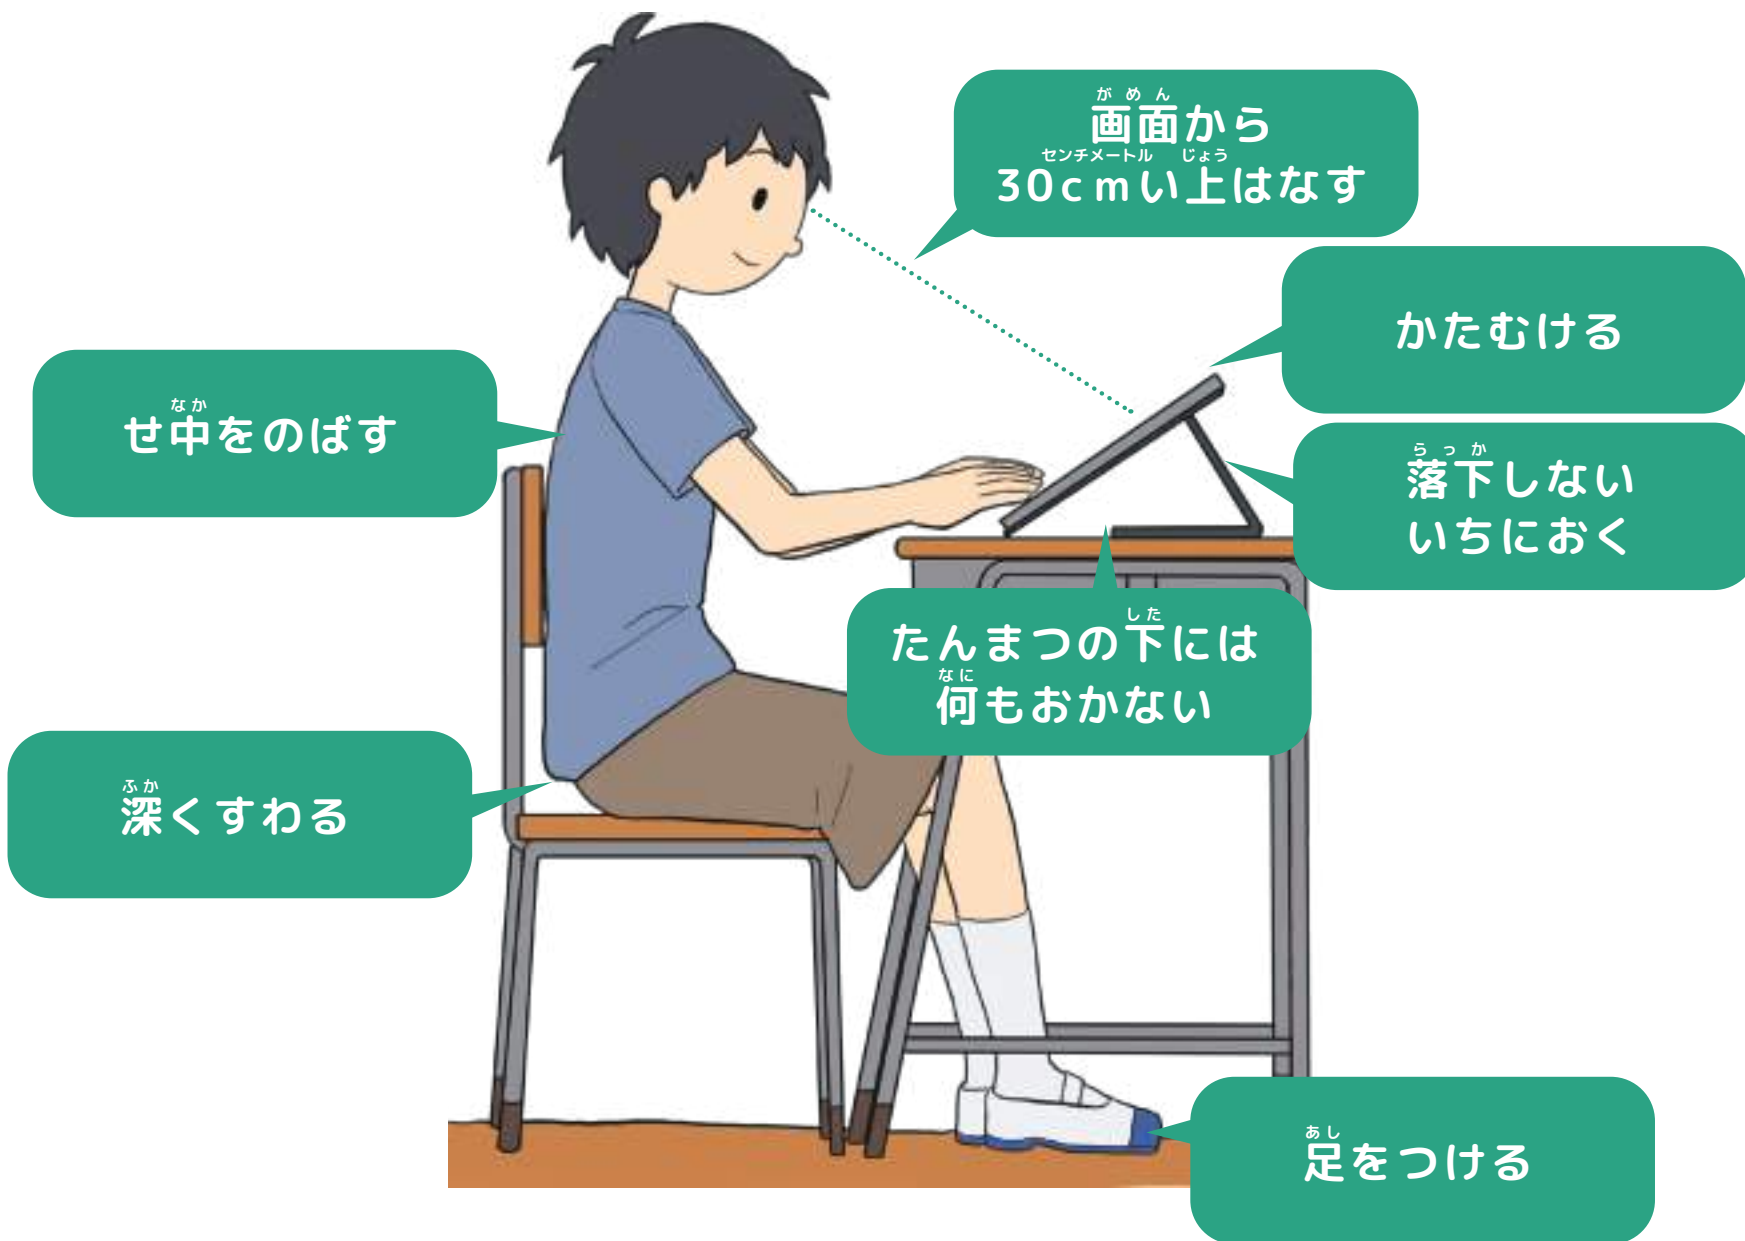 画面から
30cmい上はなす
かたむける
せ中をのばす
落下しない
いちにおく
たんまつの下には
何もおかない
深くすわる
足をつける